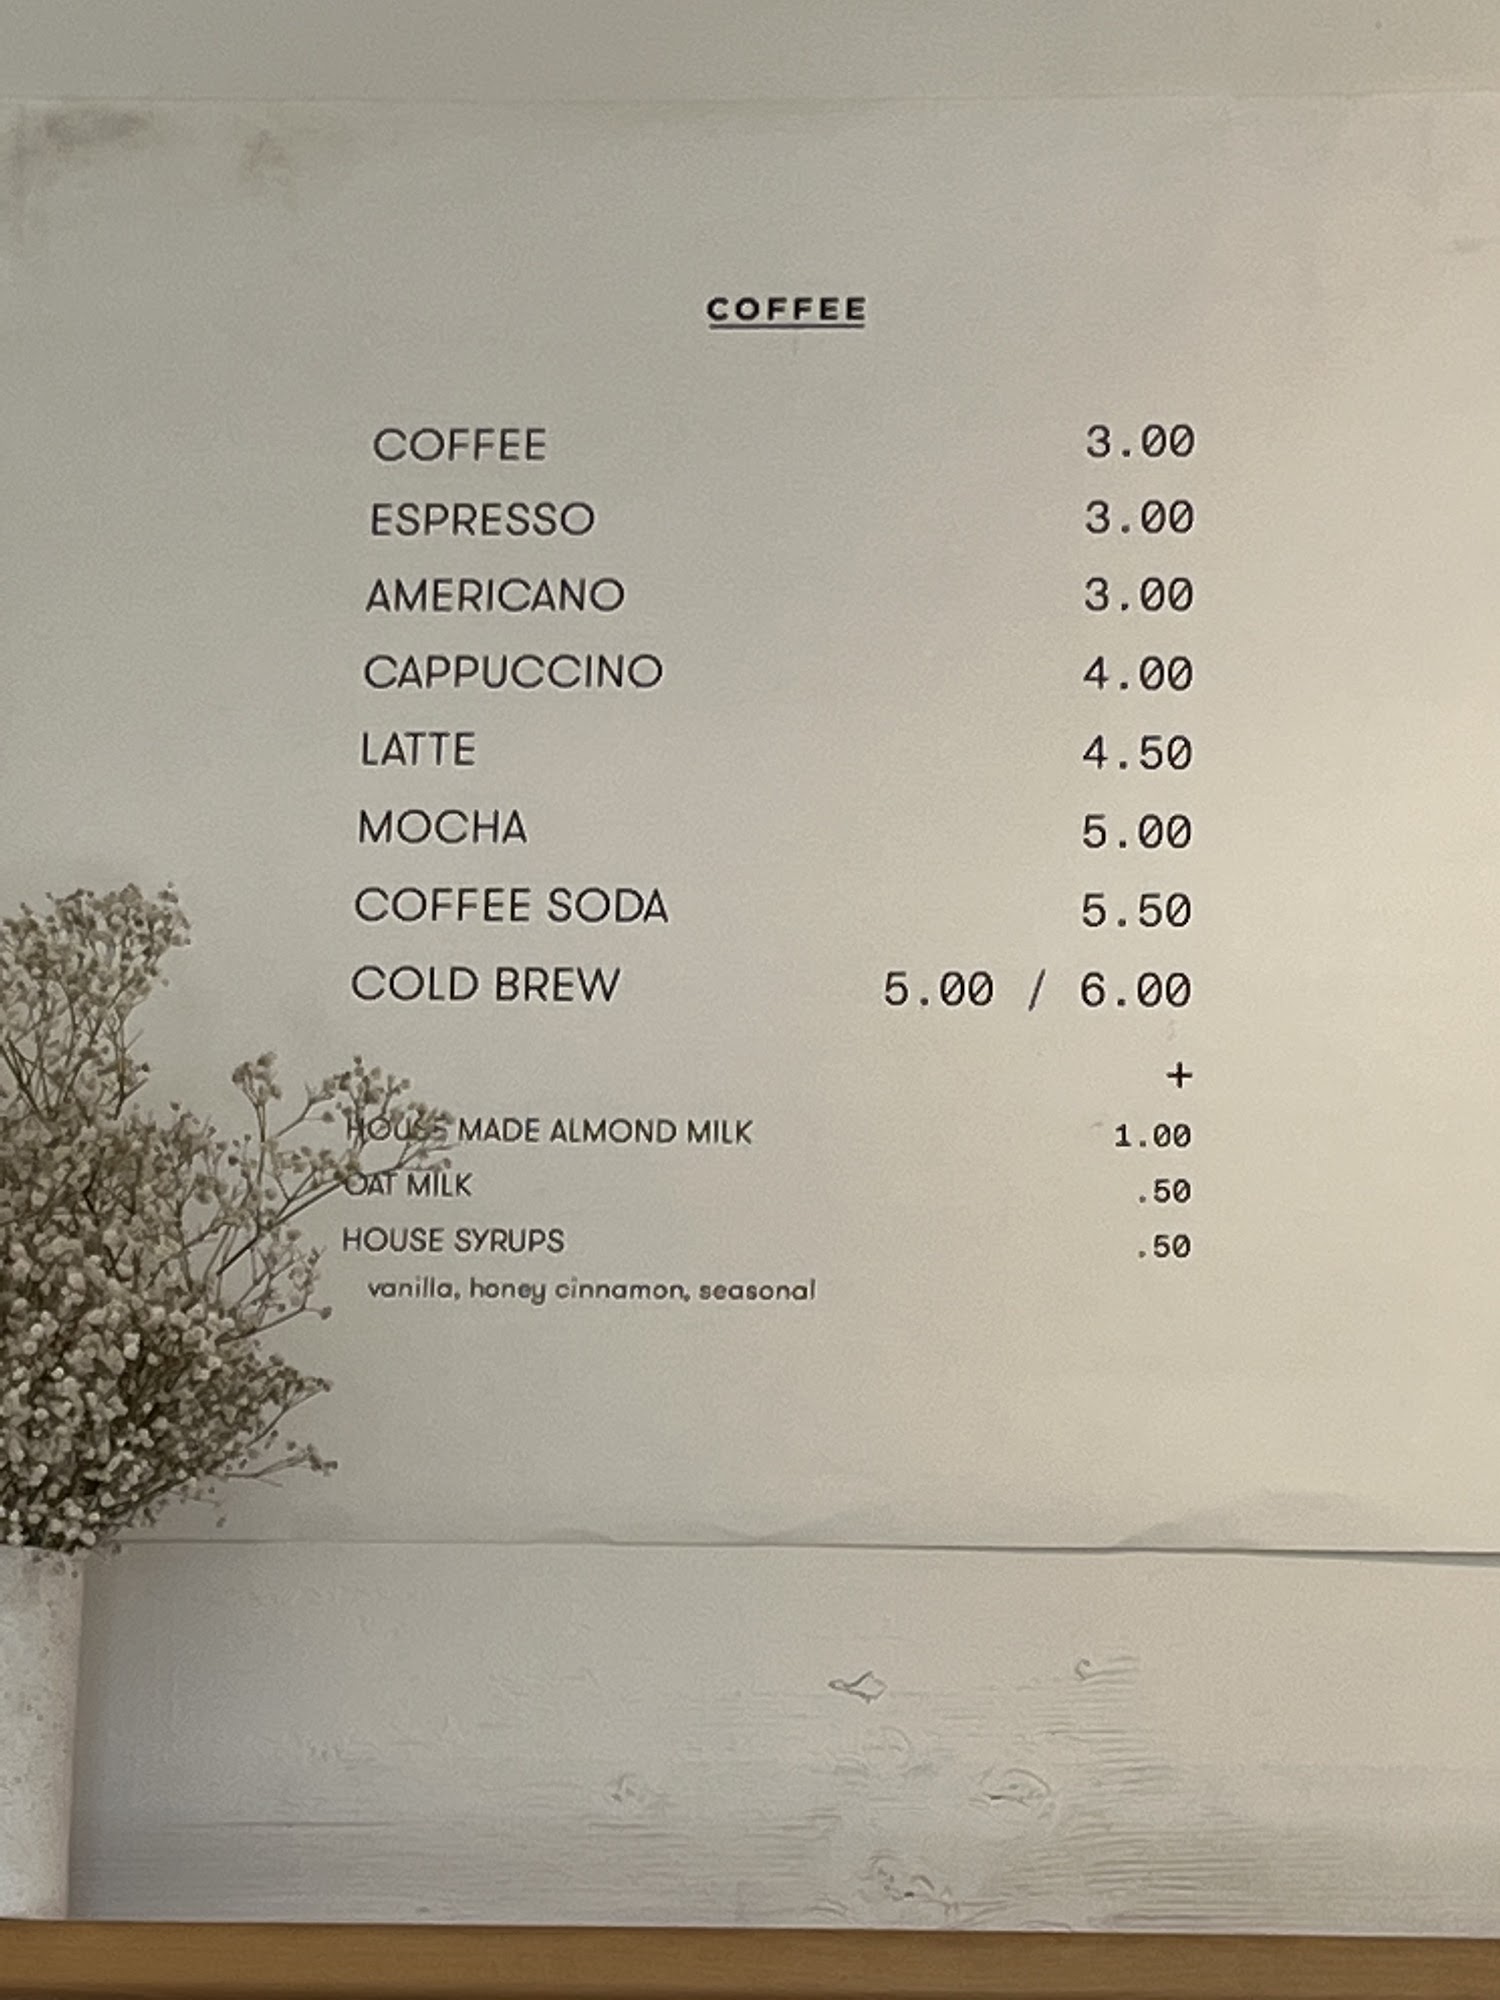 COFFEE
COFFEE 3.00
ESPRESSO 3.00
AMERICANO 3.00
CAPPUCCINO 4.00
LATTE 4.50
MOCHA 5.00
COFFEE SODA 5.50
COLD BREW 5.00 / 6.00
+
HOUSE MADE ALMOND MILK 1.00
OAT MILK .50
HOUSE SYRUPS .50
vanilla, honey cinnamon, seasonal